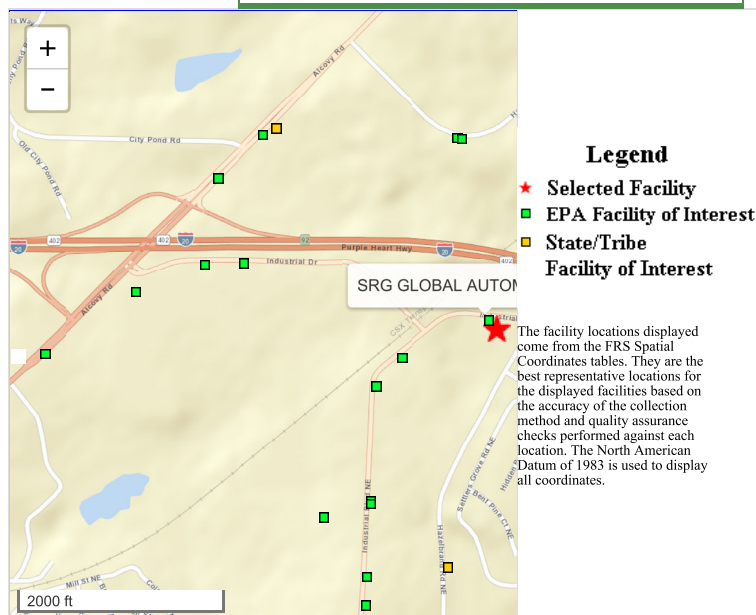 ts Way
+
−
Alcovy Rd
City Pond Rd
Old City Pond Rd
402
402
20
92
20
20
Purple Heart Hwy
402
Industrial Dr
Alcovy Rd
SRG GLOBAL AUTOM
Industrial NE
Settlers Grove Rd NE
Bent Pine Ct NE
Hidden
Hazelbrand Rd NE
Mill St NE
2000 ft
Legend
Selected Facility
EPA Facility of Interest
State/Tribe
Facility of Interest
The facility locations displayed
come from the FRS Spatial
Coordinates tables. They are the
best representative locations for
the displayed facilities based on
the accuracy of the collection
method and quality assurance
checks performed against each
location. The North American
Datum of 1983 is used to display
all coordinates.